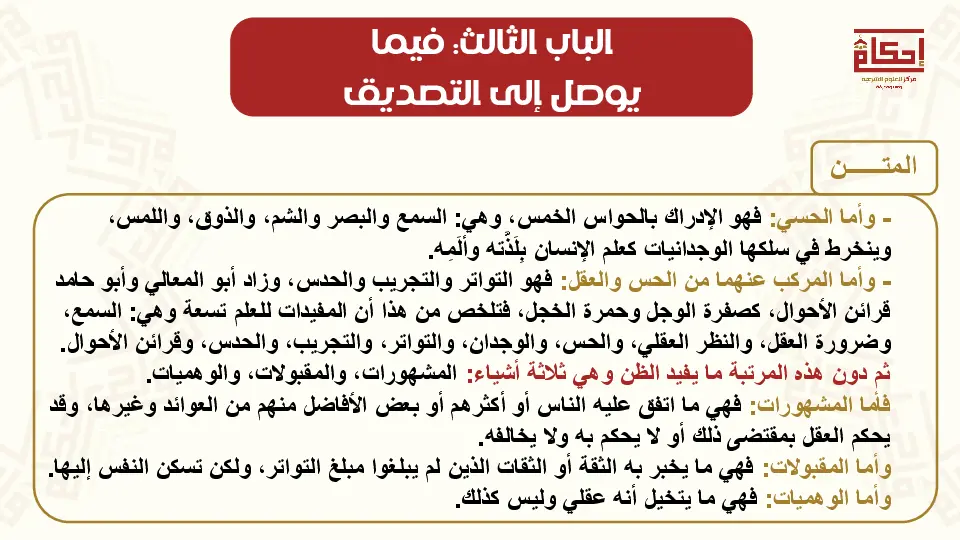 الباب الثالث: فيما
يوصل إلى التصديق
إحكام
مركز للعلوم الشرعية
المتـــــن
- وأما الحسي: فهو الإدراك بالحواس الخمس، وهي: السمع والبصر والشم، والذوق، واللمس،
وينخرط في سلكها الوجدانيات كعلم الإنسان بِلَذَّته وألَمِه.
- وأما المركب عنهما من الحس والعقل: فهو التواتر والتجريب والحدس، وزاد أبو المعالي وأبو حامد
قرائن الأحوال، كصفرة الوجل وحمرة الخجل، فتلخص من هذا أن المفيدات للعلم تسعة وهي: السمع،
وضرورة العقل، والنظر العقلي، والحس، والوجدان، والتواتر، والتجريب، والحدس، وقرائن الأحوال.
ثم دون هذه المرتبة ما يفيد الظن وهي ثلاثة أشياء: المشهورات، والمقبولات، والوهميات.
فأما المشهورات: فهي ما اتفق عليه الناس أو أكثرهم أو بعض الأفاضل منهم من العوائد وغيرها، وقد
يحكم العقل بمقتضى ذلك أو لا يحكم به ولا يخالفه.
وأما المقبولات: فهي ما يخبر به الثقة أو الثقات الذين لم يبلغوا مبلغ التواتر، ولكن تسكن النفس إليها.
وأما الوهميات: فهي ما يتخيل أنه عقلي وليس كذلك.